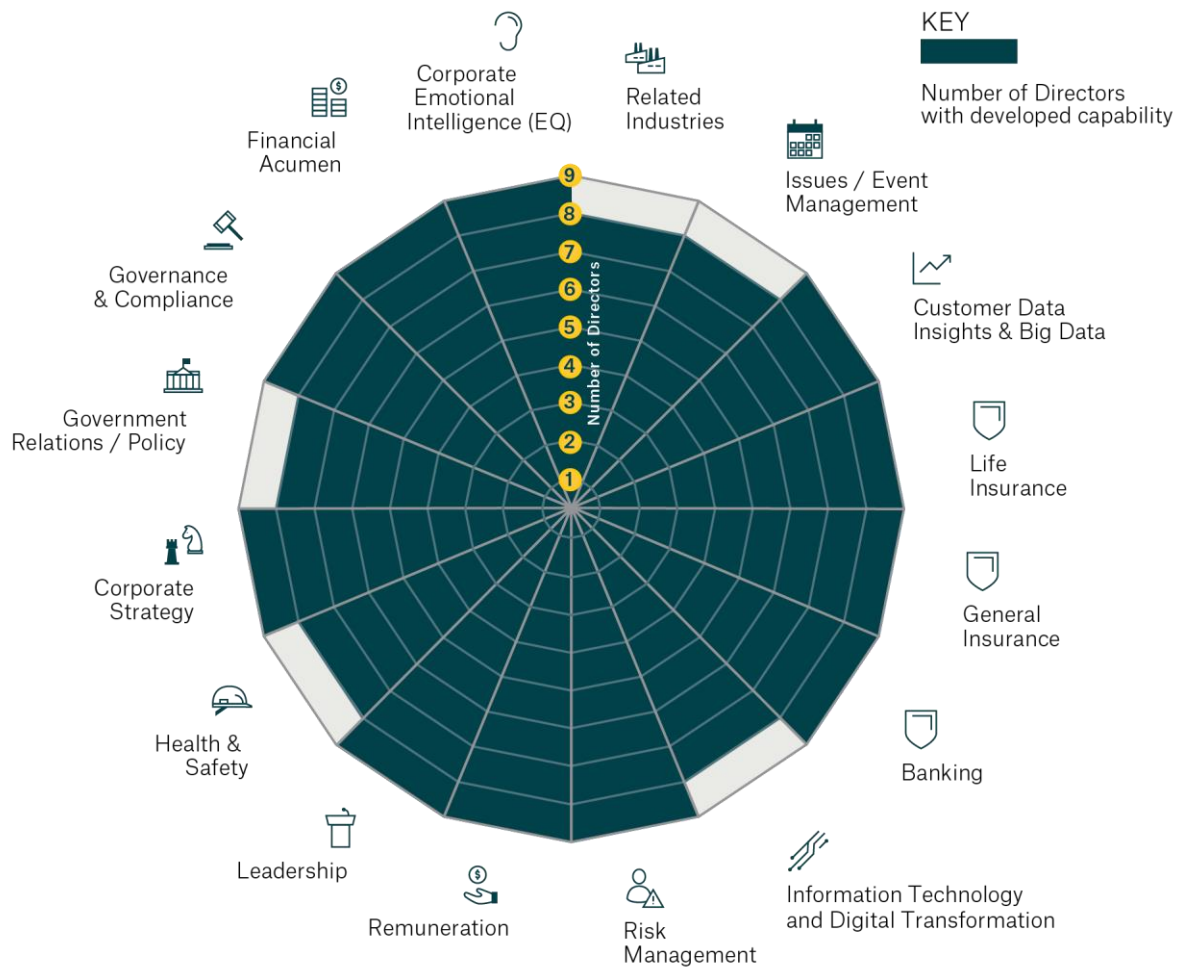 KEY
Number of Directors
with developed capability
Corporate
Emotional
Intelligence (EQ)
Related
Industries
Issues / Event
Management
Customer Data
Insights & Big Data
Life
Insurance
General
Insurance
Banking
Information Technology
and Digital Transformation
Risk
Management
Remuneration
Leadership
Health &
Safety
Corporate
Strategy
Government
Relations / Policy
Governance
& Compliance
Financial
Acumen
9
8
7
6
5
4
3
2
1
Number of Directors